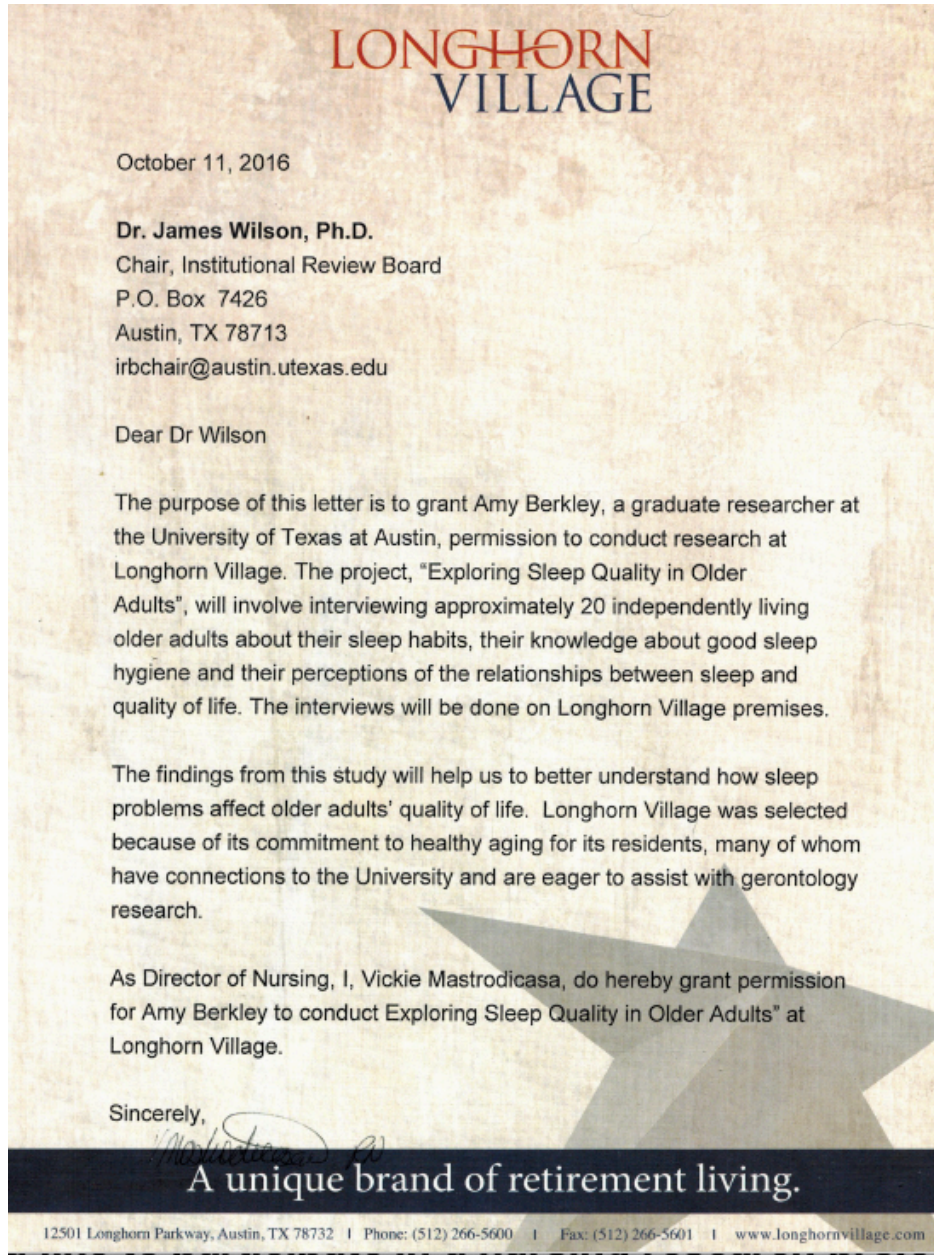 LONGHORN
VILLAGE
October 11, 2016
Dr. James Wilson, Ph.D.
Chair, Institutional Review Board
P.O. Box 7426
Austin, TX 78713
irbchair@austin.utexas.edu
Dear Dr Wilson
The purpose of this letter is to grant Amy Berkley, a graduate researcher at
the University of Texas at Austin, permission to conduct research at
Longhorn Village. The project, “Exploring Sleep Quality in Older
Adults”, will involve interviewing approximately 20 independently living
older adults about their sleep habits, their knowledge about good sleep
hygiene and their perceptions of the relationships between sleep and
quality of life. The interviews will be done on Longhorn Village premises.
The findings from this study will help us to better understand how sleep
problems affect older adults’ quality of life. Longhorn Village was selected
because of its commitment to healthy aging for its residents, many of whom
have connections to the University and are eager to assist with gerontology
research.
As Director of Nursing, I, Vickie Mastrodicasa, do hereby grant permission
for Amy Berkley to conduct Exploring Sleep Quality in Older Adults” at
Longhorn Village.
Sincerely,
RN
A unique brand of retirement living.
12501 Longhorn Parkway, Austin, TX 78732 | Phone: (512) 266-5600 | Fax: (512) 266-5601 | www.longhornvillage.com